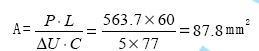 A = P · L / ΔU · C = 563.7×60 / 5×77 = 87.8 mm²